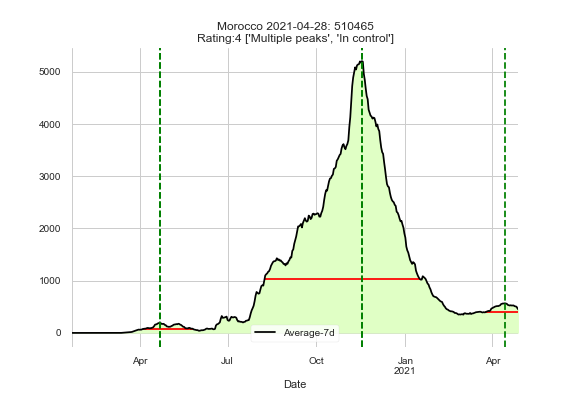 Morocco 2021-04-28: 510465
Rating:4 ['Multiple peaks', 'In control']
5000
4000
3000
2000
1000
0
Average-7d
Apr
Jul
Oct
Jan
2021
Apr
Date